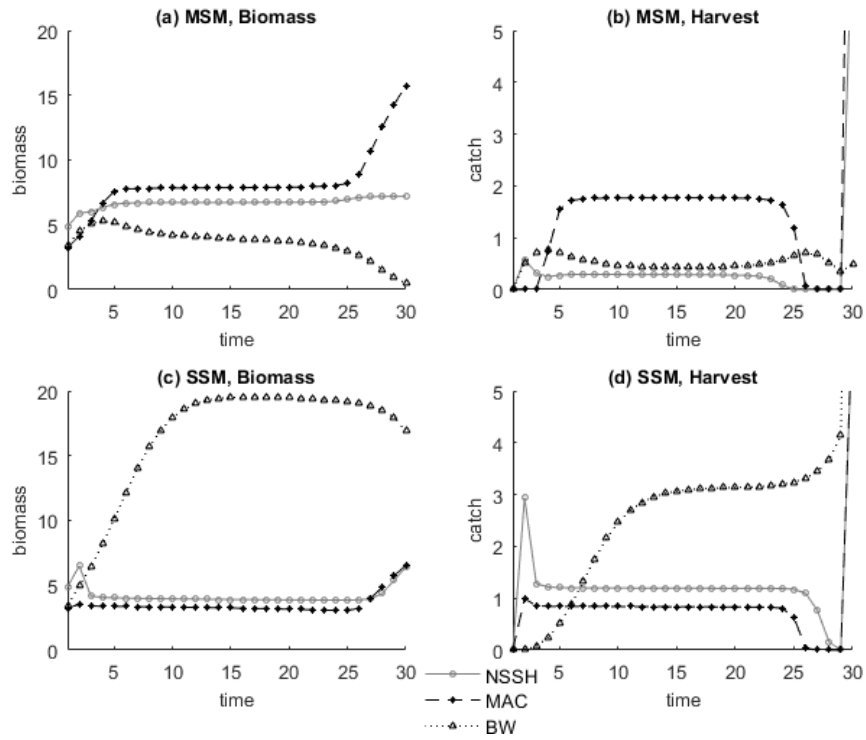 (a) MSM, Biomass
20
15
10
5
0
biomass
5 10 15 20 25 30
time
(b) MSM, Harvest
5
4
3
2
1
0
catch
5 10 15 20 25 30
time
(c) SSM, Biomass
20
15
10
5
0
biomass
5 10 15 20 25 30
time
(d) SSM, Harvest
5
4
3
2
1
0
catch
5 10 15 20 25 30
time
NSSH
MAC
BW